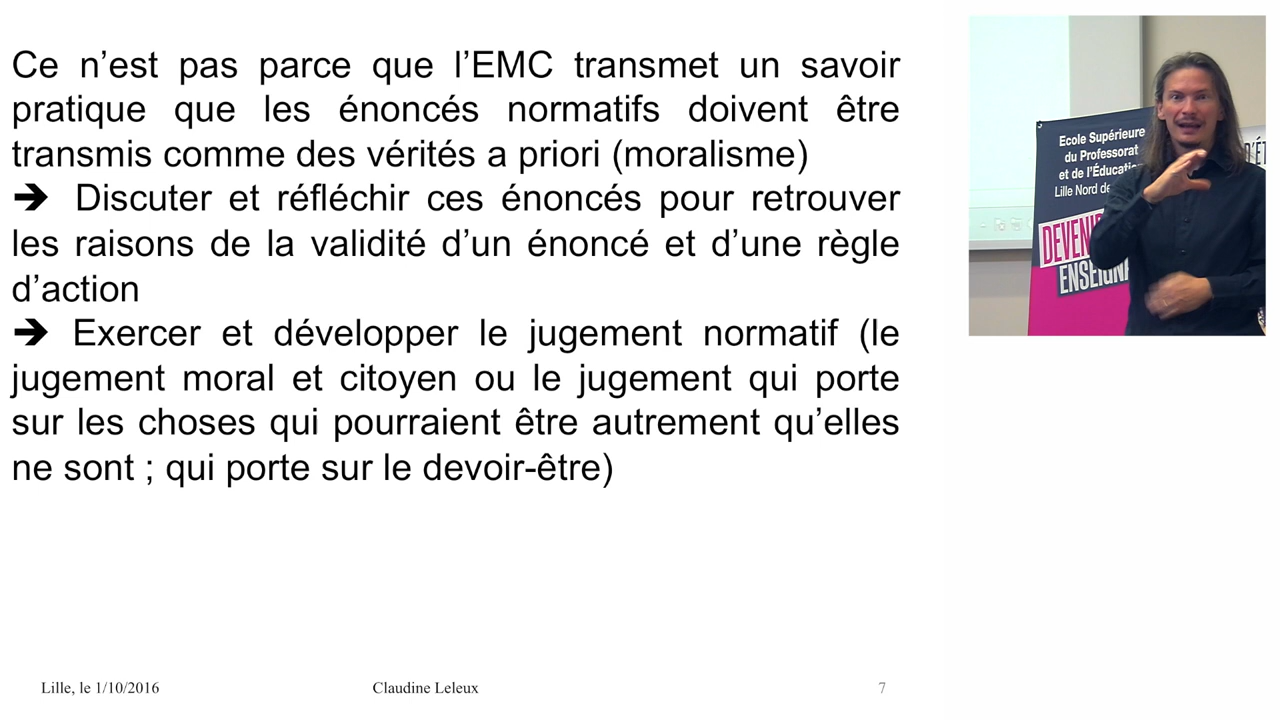 Ce n’est pas parce que l’EMC transmet un savoir
pratique que les énoncés normatifs doivent être
transmis comme des vérités a priori (moralisme)
➔ Discuter et réfléchir ces énoncés pour retrouver
les raisons de la validité d’un énoncé et d’une règle
d’action
➔ Exercer et développer le jugement normatif (le
jugement moral et citoyen ou le jugement qui porte
sur les choses qui pourraient être autrement qu’elles
ne sont ; qui porte sur le devoir-être)
Ecole Supérieure
du Professorat
et de l’Éducatio
Lille Nord de
DEVENI
ENSEIGN
D'ÉT
Lille, le 1/10/2016 Claudine Leleux 7